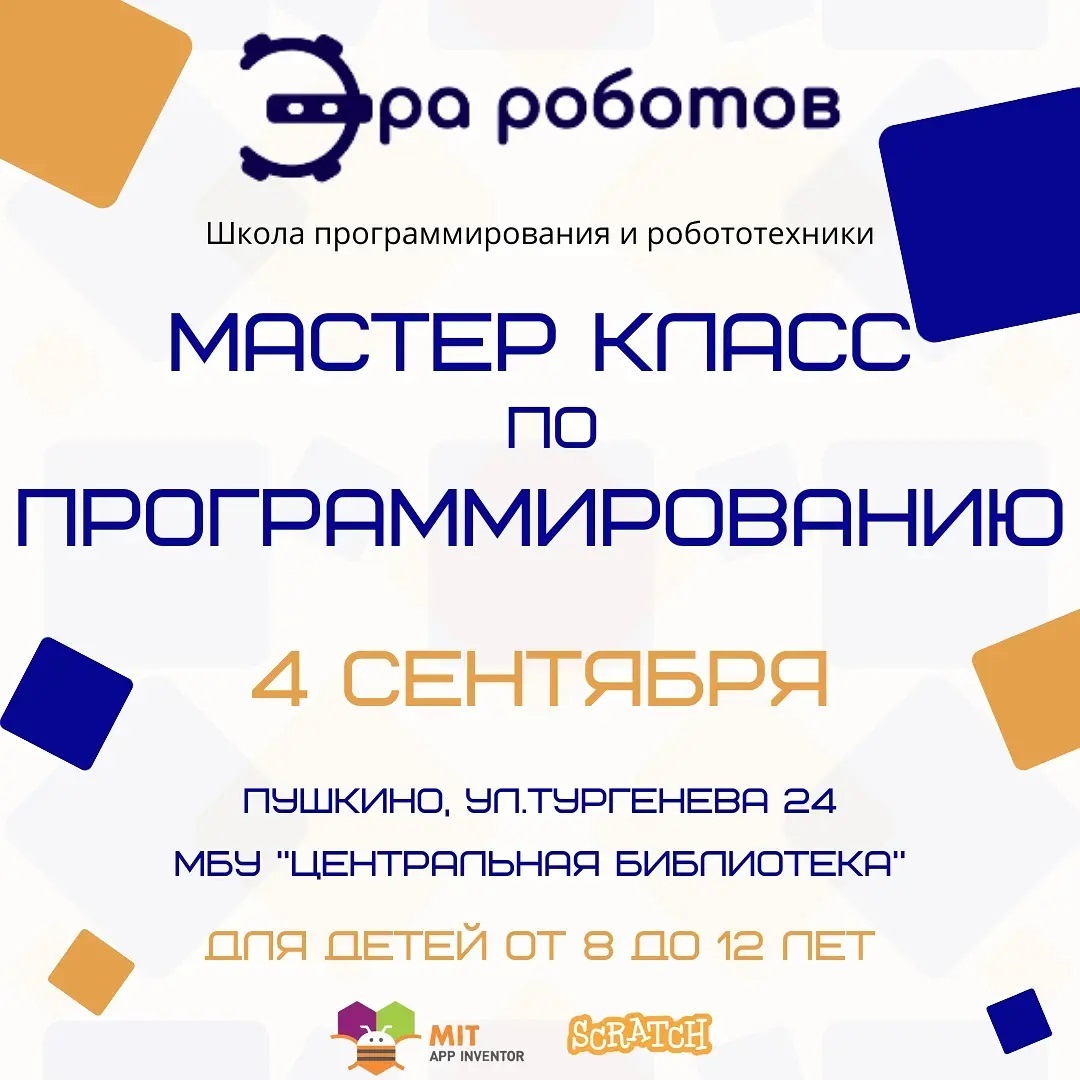 Эра роботов
Школа программирования и робототехники
МАСТЕР КЛАСС
ПО
ПРОГРАММИРОВАНИЮ
4 СЕНТЯБРЯ
ПУШКИНО, УЛ.ТУРГЕНЕВА 24
МБУ "ЦЕНТРАЛЬНАЯ БИБЛИОТЕКА"
ДЛЯ ДЕТЕЙ ОТ 8 ДО 12 ЛЕТ
MIT
APP INVENTOR
SCRATCH